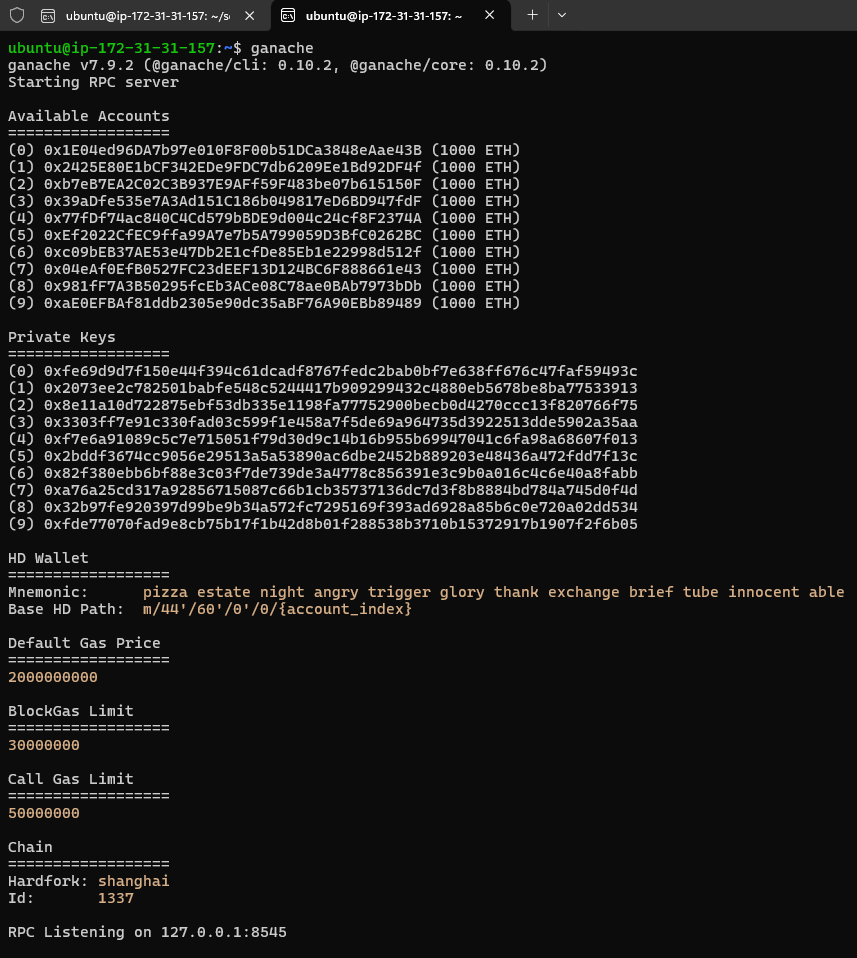 ubuntu@ip-172-31-31-157: ~/s
ubuntu@ip-172-31-31-157: ~
ubuntu@ip-172-31-31-157:~$ ganache
ganache v7.9.2 (@ganache/cli: 0.10.2, @ganache/core: 0.10.2)
Starting RPC server
Available Accounts
==================
(0) 0x1E04ed96DA7b97e010F8F00b51DCa3848eAae43B (1000 ETH)
(1) 0x2425E80E1bCF342EDe9FDC7db6209Ee1Bd92DF4f (1000 ETH)
(2) 0xb7eB7EA2C02C3B937E9AFf59F483be07b615150F (1000 ETH)
(3) 0x39aDfe535e7A3Ad151C186b049817eD6BD947fdF (1000 ETH)
(4) 0x77fDf74ac840C4Cd579bBDE9d004c24cf8F2374A (1000 ETH)
(5) 0xEf2022CfEC9ffa99A7e7b5A799059D3BfC0262BC (1000 ETH)
(6) 0xc09bEB37AE53e47Db2E1cfDe85Eb1e22998d512f (1000 ETH)
(7) 0x04eAf0EfB0527FC23dEEF13D124BC6F888661e43 (1000 ETH)
(8) 0x981fF7A3B50295fcEb3ACe08C78ae0BAb7973bDb (1000 ETH)
(9) 0xaE0EFBAf81ddb2305e90dc35aBF76A90EBb89489 (1000 ETH)
Private Keys
==================
(0) 0xfe69d9d7f150e44f394c61dcadf8767fedc2bab0bf7e638ff676c47faf59493c
(1) 0x2073ee2c782501babfe548c5244417b909299432c4880eb5678be8ba77533913
(2) 0x8e11a10d722875ebf53db335e1198fa77752900becb0d4270ccc13f820766f75
(3) 0x3303ff7e91c330fad03c599f1e458a7f5de69a964735d3922513dde5902a35aa
(4) 0xf7e6a91089c5c7e715051f79d30d9c14b16b955b69947041c6fa98a68607f013
(5) 0x2bddf3674cc9056e29513a5a53890ac6dbe2452b889203e48436a472fdd7f13c
(6) 0x82f380ebb6bf88e3c03f7de739de3a4778c856391e3c9b0a016c4c6e40a8fabb
(7) 0xa76a25cd317a92856715087c66b1cb35737136dc7d3f8b8884bd784a745d0f4d
(8) 0x32b97fe920397d99be9b34a572fc7295169f393ad6928a85b6c0e720a02dd534
(9) 0xfde77070fad9e8cb75b17f1b42d8b01f288538b3710b15372917b1907f2f6b05
HD Wallet
==================
Mnemonic:      pizza estate night angry trigger glory thank exchange brief tube innocent able
Base HD Path:  m/44'/60'/0'/0/{account_index}
Default Gas Price
==================
2000000000
BlockGas Limit
==================
30000000
Call Gas Limit
==================
50000000
Chain
==================
Hardfork: shanghai
Id:       1337
RPC Listening on 127.0.0.1:8545